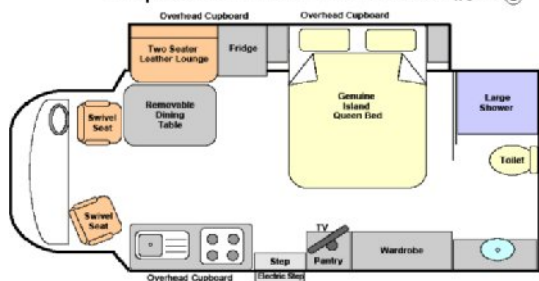 Overhead Cupboard
Overhead Cupboard
Two Seater
Leather Lounge
Fridge
Removable
Dining
Table
Swivel
Seat
Genuine
Island
Queen Bed
Large
Shower
Toilet
Swivel
Seat
TV
Pantry
Wardrobe
Step
Electric Step
Overhead Cupboard